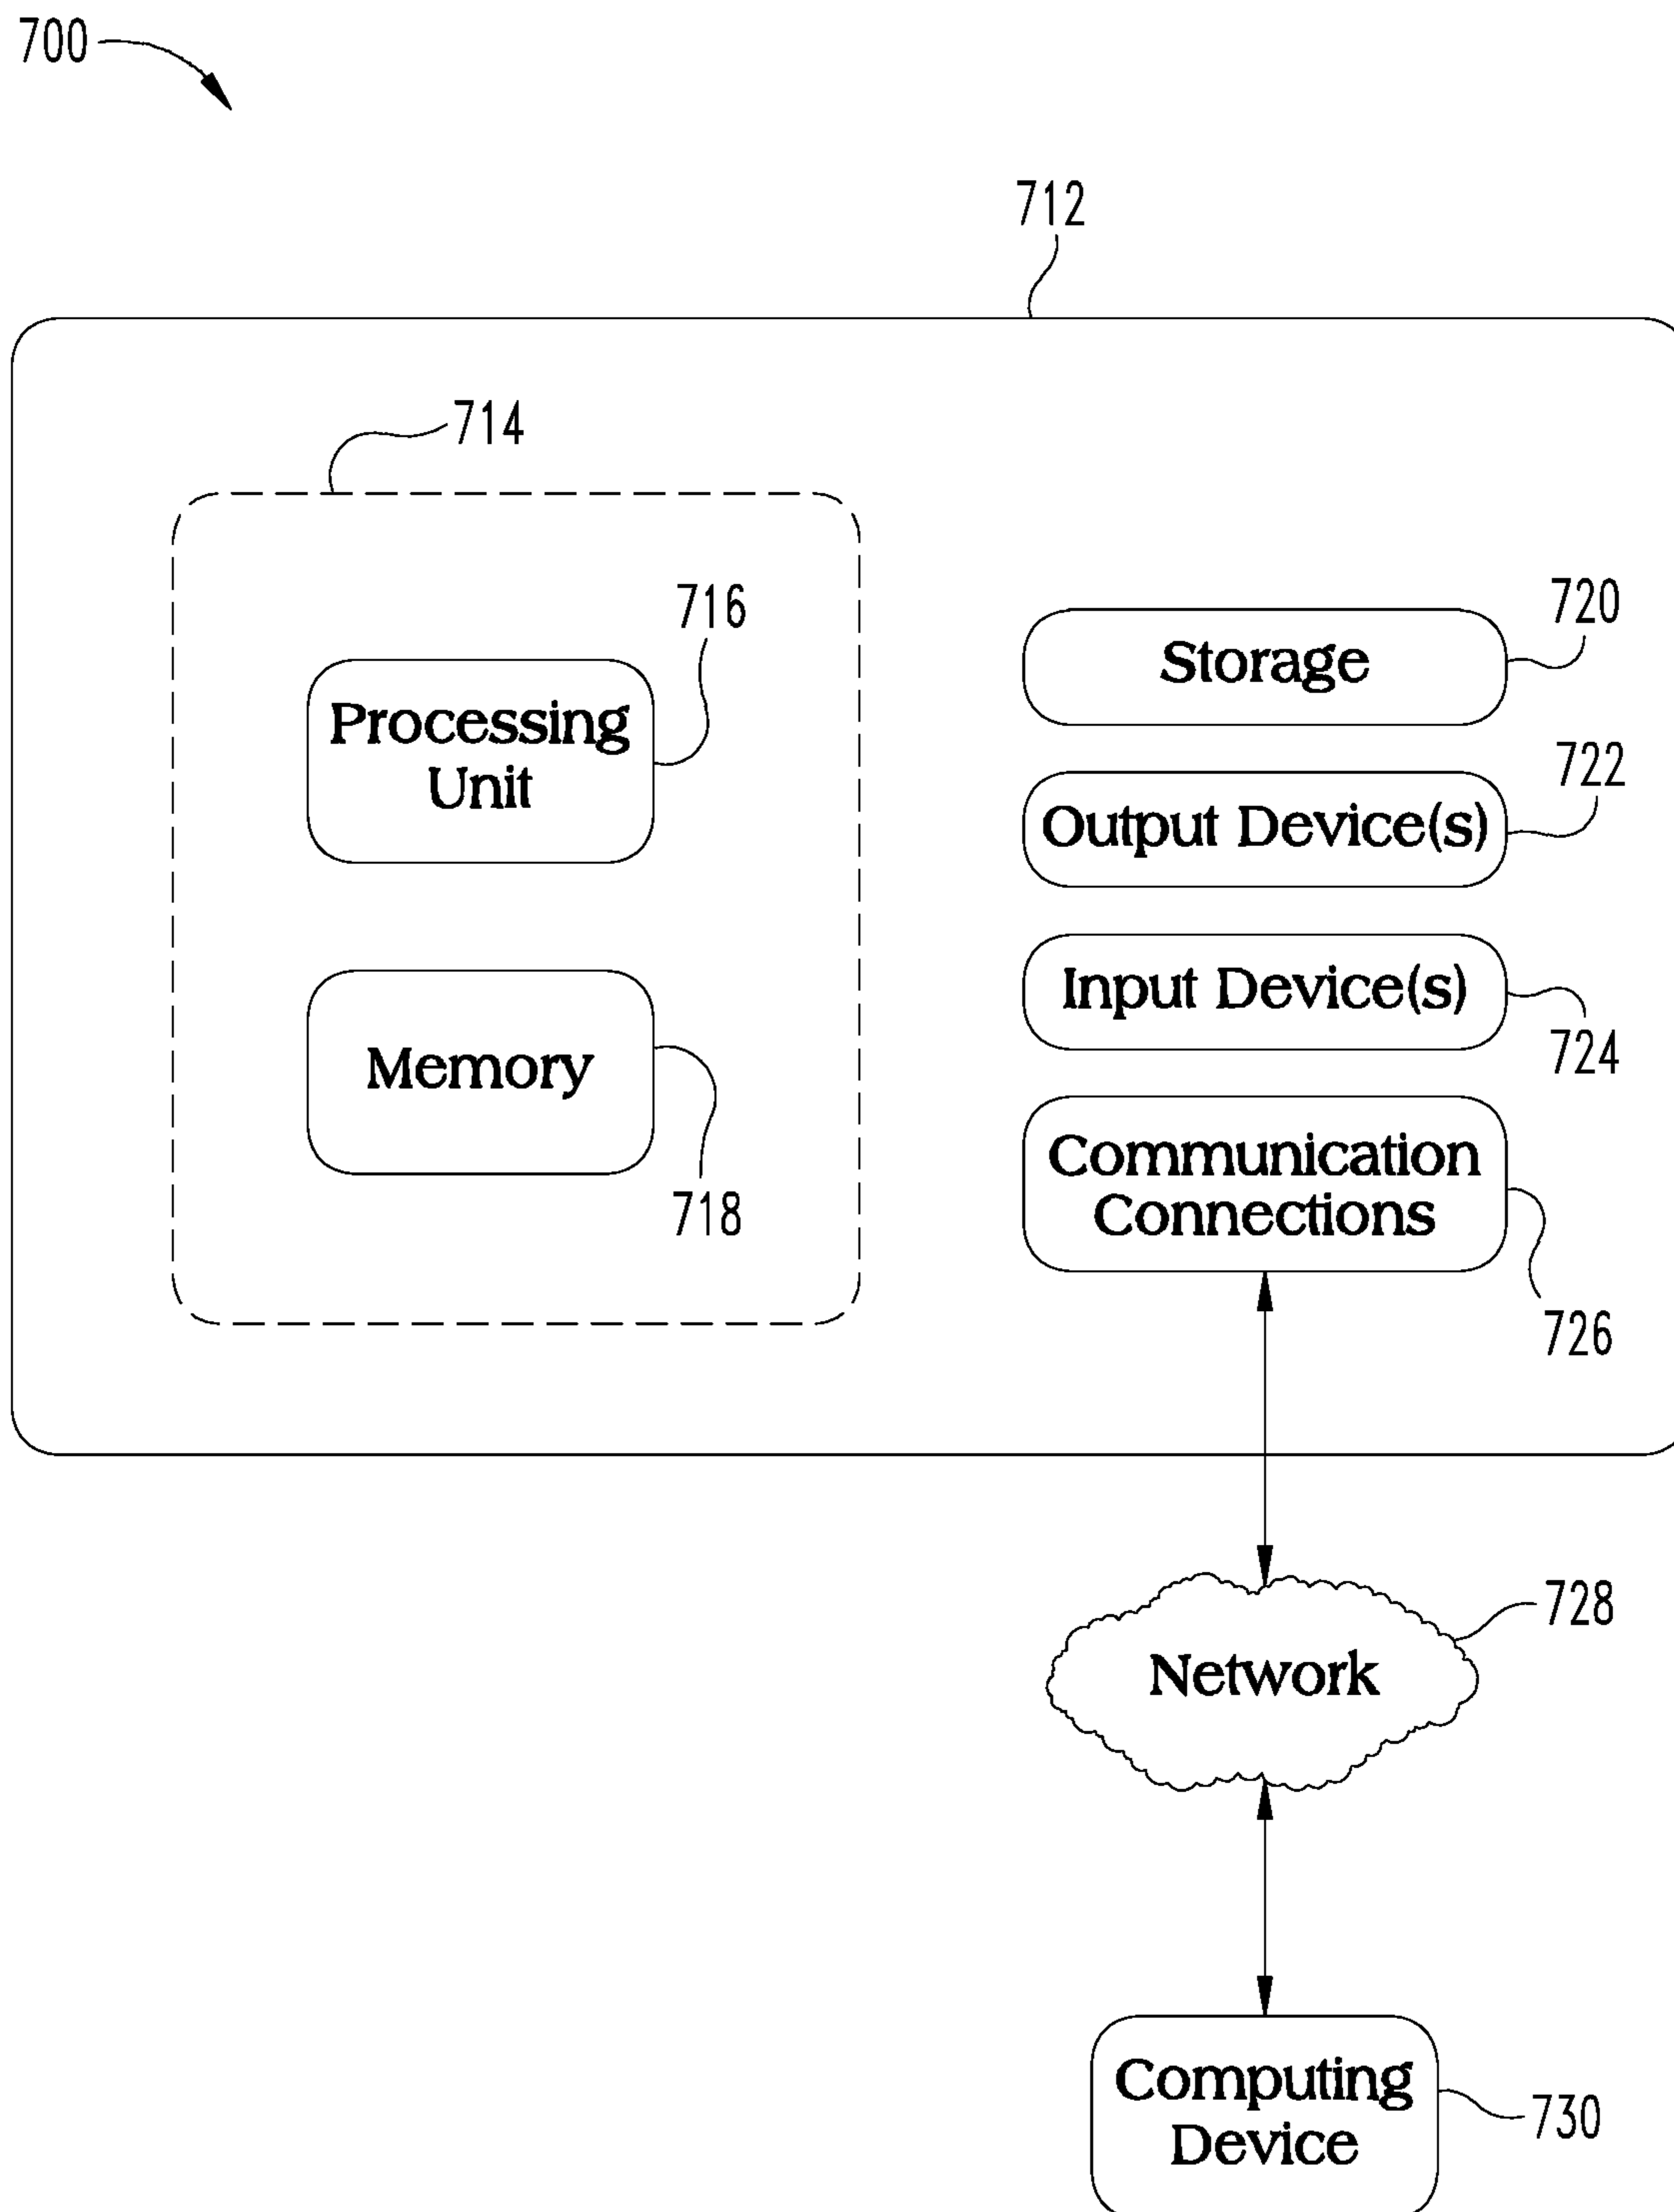 700
712
714
716
Processing
Unit
Memory
718
720
Storage
722
Output Device(s)
Input Device(s)
724
Communication
Connections
726
728
Network
Computing
Device
730